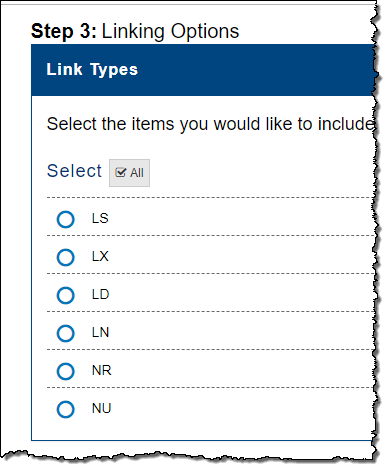 Step 3: Linking Options
Link Types
Select the items you would like to include
Select All
LS
LX
LD
LN
NR
NU